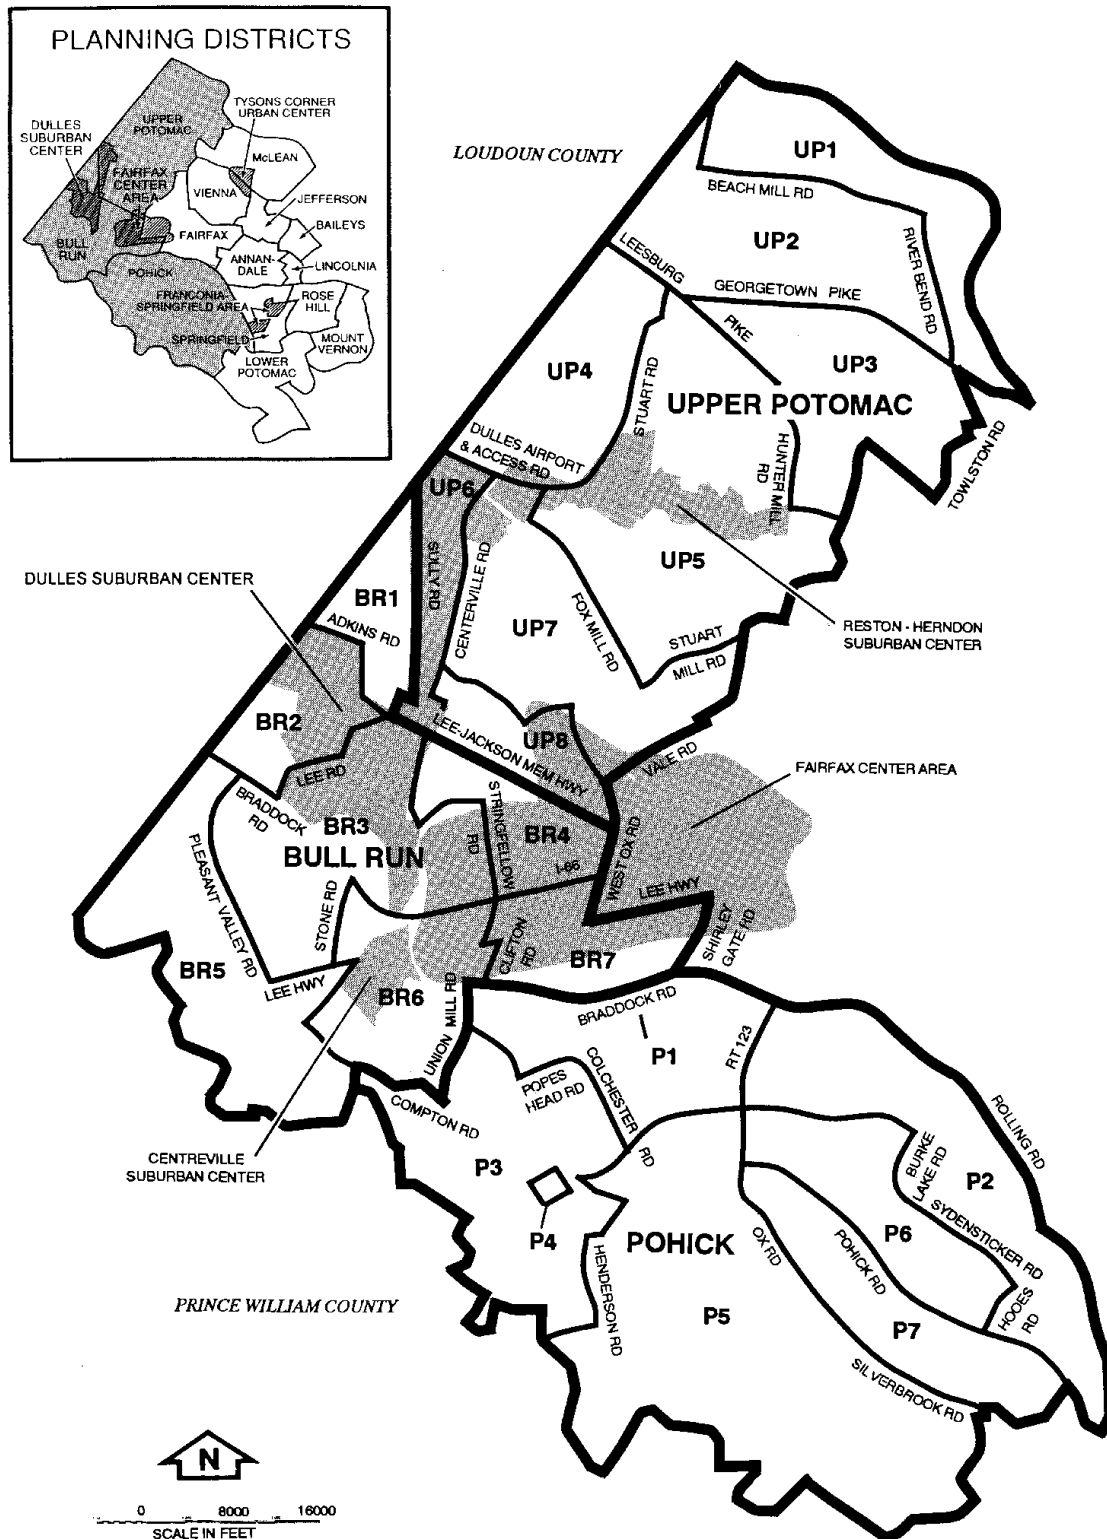 PLANNING DISTRICTS
TYSONS CORNER
URBAN CENTER
DULLES
SUBURBAN
CENTER
UPPER
POTOMAC
McLEAN
FAIRFAX
CENTER
AREA
VIENNA
JEFFERSON
BAILEYS
FAIRFAX
BULL
RUN
ANNAN-
DALE
LINCOLNIA
POHICK
FRANCONIA-
SPRINGFIELD AREA
ROSE
HILL
SPRINGFIELD
MOUNT
VERNON
LOWER
POTOMAC
LOUDOUN COUNTY
UP1
BEACH MILL RD
UP2
RIVER BEND RD
LEESBURG
PIKE
GEORGETOWN PIKE
UP3
UP4
STUART RD
UPPER POTOMAC
DULLES AIRPORT
& ACCESS RD
HUNTER MILL
RD
TOWLSTON RD
UP6
SULLY RD
CENTERVILLE RD
UP5
DULLES SUBURBAN CENTER
BR1
ADKINS RD
UP7
FOX MILL RD
STUART
MILL RD
RESTON - HERNDON
SUBURBAN CENTER
BR2
LEE-JACKSON MEM HWY
UP8
VALE RD
LEE RD
FAIRFAX CENTER AREA
BRADDOCK
RD
BR3
STRINGFELLOW
RD
BR4
WEST OX RD
BULL RUN
I-66
LEE HWY
PLEASANT VALLEY RD
STONE RD
SHIRLEY
GATE RD
CLIFTON
RD
BR5
LEE HWY
BR7
BR6
UNION MILL RD
BRADDOCK RD
P1
RT 123
COLCHESTER
RD
POPES
HEAD RD
COMPTON RD
ROLLING RD
CENTREVILLE
SUBURBAN CENTER
P3
BURKE
LAKE RD
P2
SYDENSTICKER RD
P6
P4
POHICK
OX RD
POHICK RD
HENDERSON RD
HOOES
RD
PRINCE WILLIAM COUNTY
P5
P7
SILVERBROOK RD
N
0 8000 16000
SCALE IN FEET